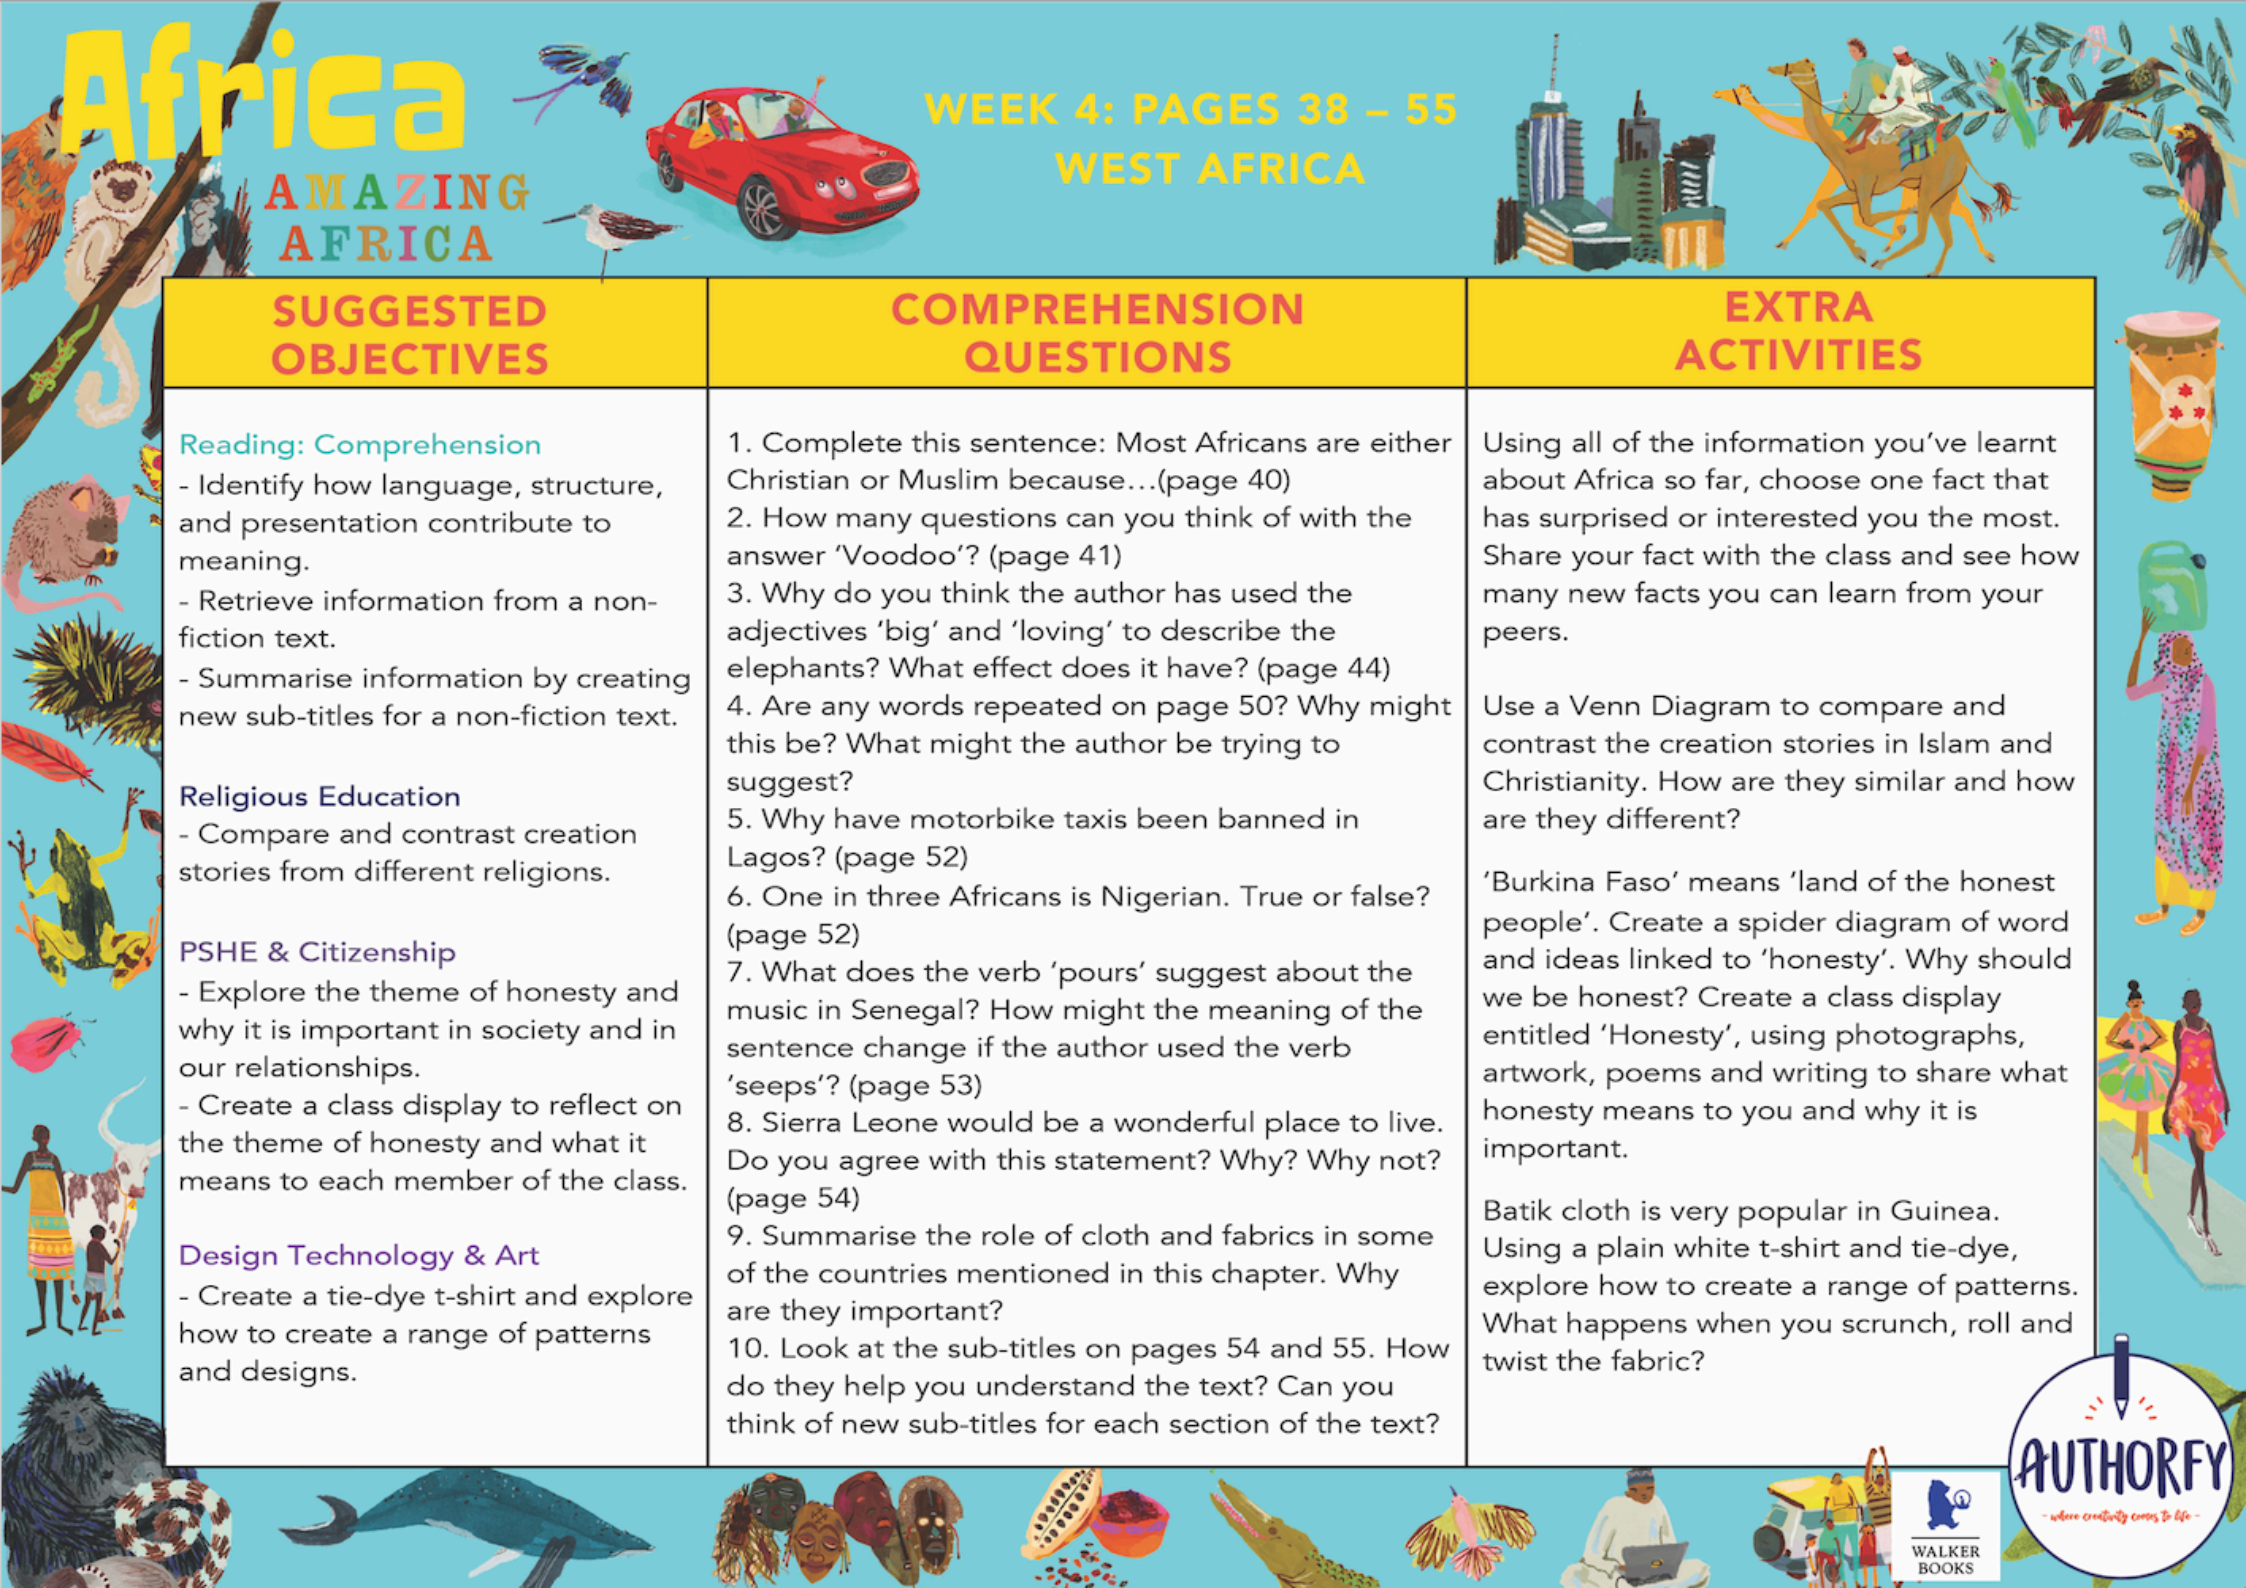 Africa
AMAZING
AFRICA
WEEK 4: PAGES 38 – 55
WEST AFRICA
SUGGESTED
OBJECTIVES
Reading: Comprehension
- Identify how language, structure,
and presentation contribute to
meaning.
- Retrieve information from a non-
fiction text.
- Summarise information by creating
new sub-titles for a non-fiction text.
Religious Education
- Compare and contrast creation
stories from different religions.
PSHE & Citizenship
- Explore the theme of honesty and
why it is important in society and in
our relationships.
- Create a class display to reflect on
the theme of honesty and what it
means to each member of the class.
Design Technology & Art
- Create a tie-dye t-shirt and explore
how to create a range of patterns
and designs.
COMPREHENSION
QUESTIONS
1. Complete this sentence: Most Africans are either
Christian or Muslim because...(page 40)
2. How many questions can you think of with the
answer ‘Voodoo’? (page 41)
3. Why do you think the author has used the
adjectives ‘big’ and ‘loving’ to describe the
elephants? What effect does it have? (page 44)
4. Are any words repeated on page 50? Why might
this be? What might the author be trying to
suggest?
5. Why have motorbike taxis been banned in
Lagos? (page 52)
6. One in three Africans is Nigerian. True or false?
(page 52)
7. What does the verb ‘pours’ suggest about the
music in Senegal? How might the meaning of the
sentence change if the author used the verb
‘seeps’? (page 53)
8. Sierra Leone would be a wonderful place to live.
Do you agree with this statement? Why? Why not?
(page 54)
9. Summarise the role of cloth and fabrics in some
of the countries mentioned in this chapter. Why
are they important?
10. Look at the sub-titles on pages 54 and 55. How
do they help you understand the text? Can you
think of new sub-titles for each section of the text?
EXTRA
ACTIVITIES
Using all of the information you’ve learnt
about Africa so far, choose one fact that
has surprised or interested you the most.
Share your fact with the class and see how
many new facts you can learn from your
peers.
Use a Venn Diagram to compare and
contrast the creation stories in Islam and
Christianity. How are they similar and how
are they different?
‘Burkina Faso’ means ‘land of the honest
people’. Create a spider diagram of word
and ideas linked to ‘honesty’. Why should
we be honest? Create a class display
entitled ‘Honesty’, using photographs,
artwork, poems and writing to share what
honesty means to you and why it is
important.
Batik cloth is very popular in Guinea.
Using a plain white t-shirt and tie-dye,
explore how to create a range of patterns.
What happens when you scrunch, roll and
twist the fabric?
WALKER
BOOKS
AUTHORFY
- where creativity comes to life -